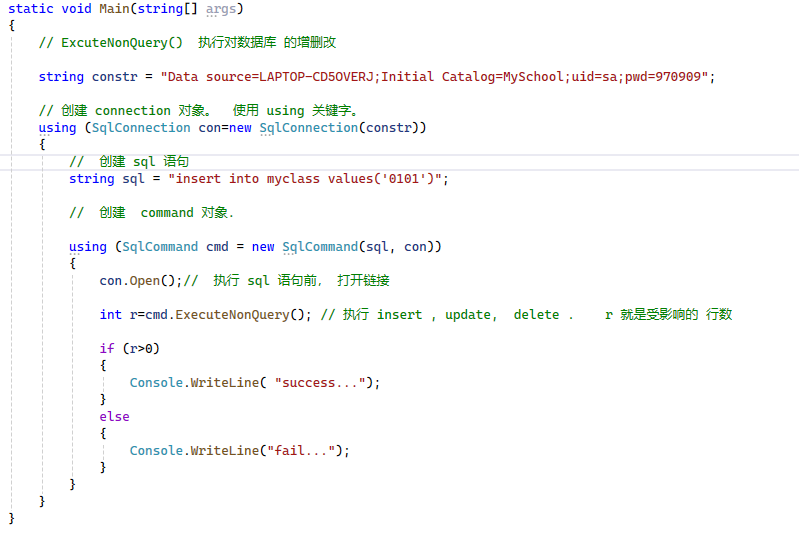 static void Main(string[] args)
{
// ExcuteNonQuery()  执行对数据库 的增删改
string constr = "Data source=LAPTOP-CD5OVERJ;Initial Catalog=MySchool;uid=sa;pwd=970909";
// 创建 connection 对象。  使用 using 关键字。
using (SqlConnection con=new SqlConnection(constr))
{
//  创建 sql 语句
string sql = "insert into myclass values('0101')";
//  创建  command 对象.
using (SqlCommand cmd = new SqlCommand(sql, con))
{
con.Open();//  执行 sql 语句前,  打开链接
int r=cmd.ExecuteNonQuery(); // 执行 insert , update,  delete .    r 就是受影响的 行数
if (r>0)
{
Console.WriteLine( "success...");
}
else
{
Console.WriteLine("fail...");
}
}
}
}